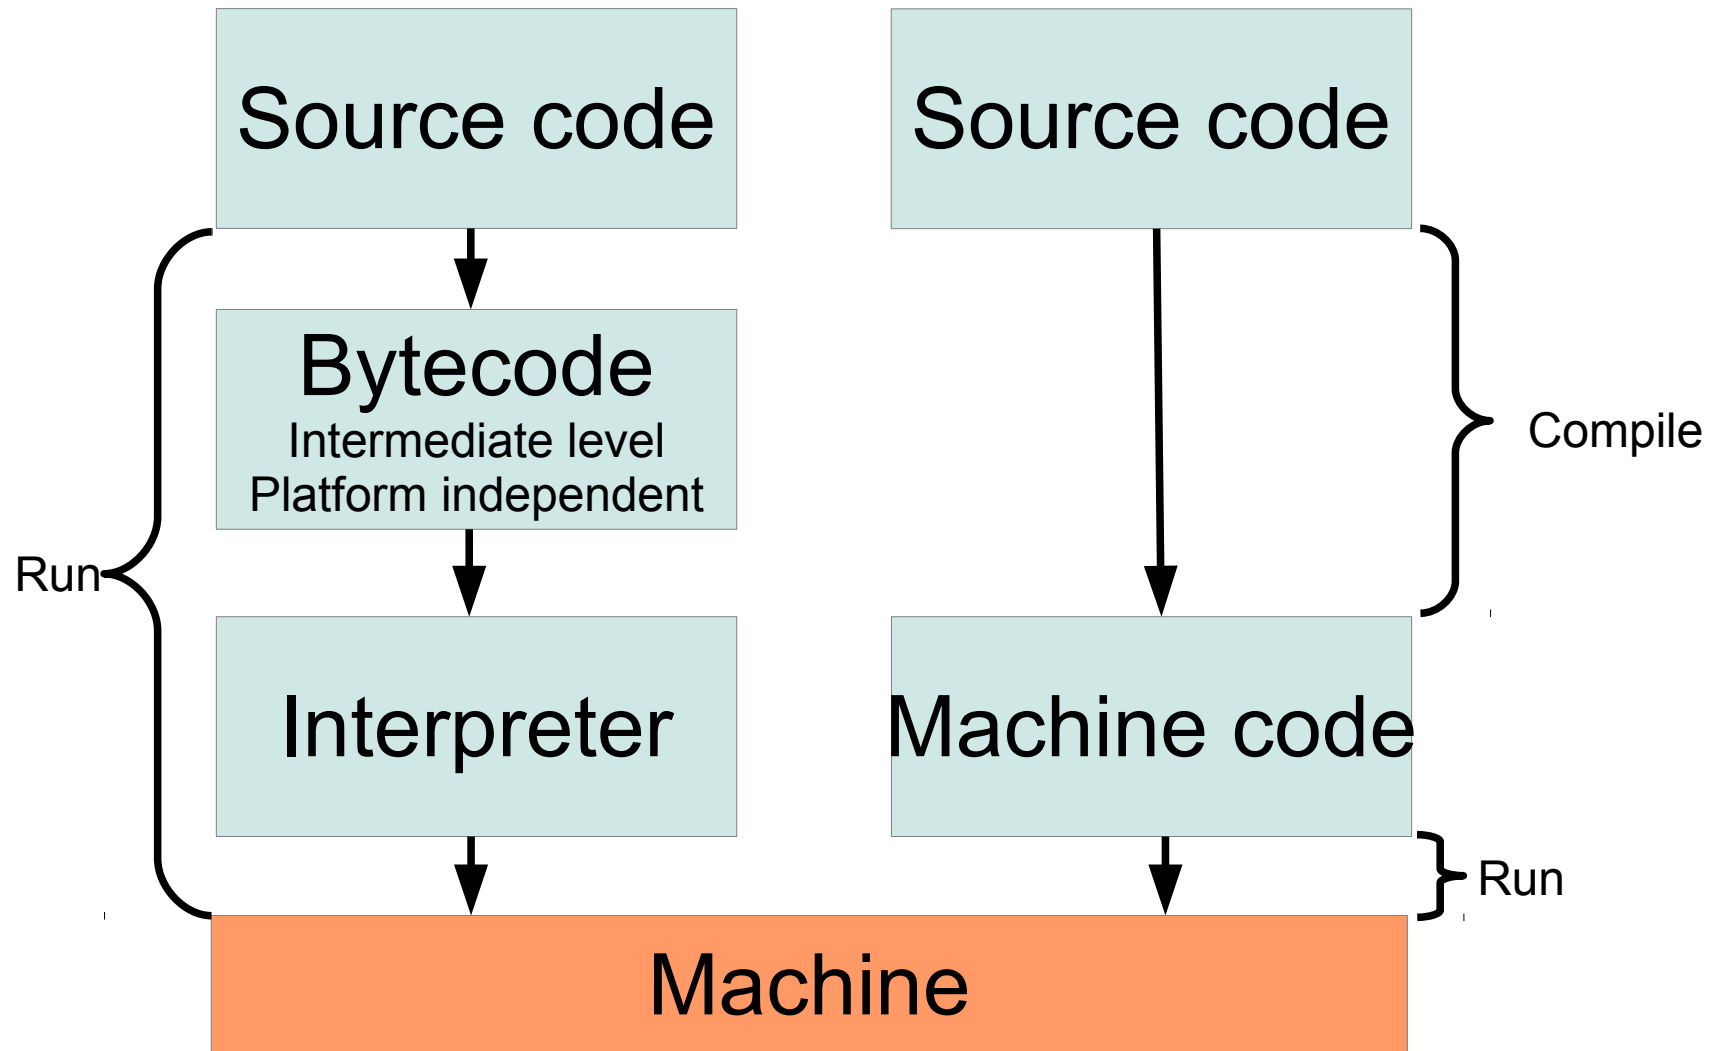 Source code
Source code
Bytecode
Intermediate level
Platform independent
Compile
Run
Interpreter
Machine code
Run
Machine